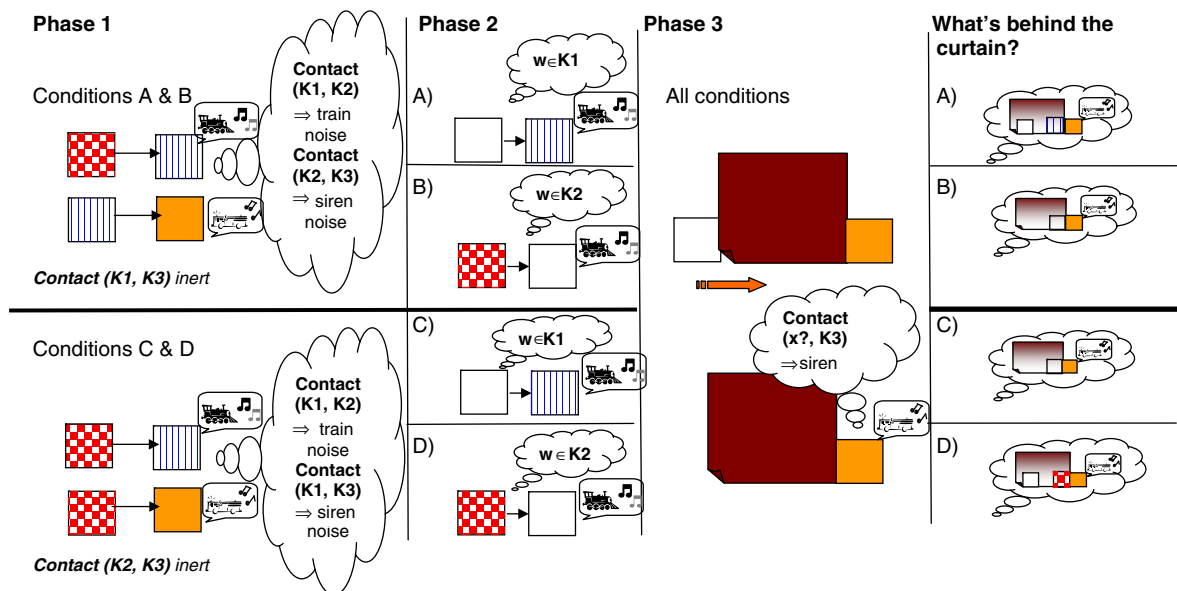 Phase 1
Conditions A & B
Contact
(K1, K2)
⇒ train
noise
Contact
(K2, K3)
⇒ siren
noise
Contact (K1, K3) inert
Conditions C & D
Contact
(K1, K2)
⇒ train
noise
Contact
(K1, K3)
⇒ siren
noise
Contact (K2, K3) inert
Phase 2
A)
w∈K1
B)
w∈K2
C)
w∈K1
D)
w∈K2
Phase 3
All conditions
Contact
(x?, K3)
⇒siren
What's behind the
curtain?
A)
B)
C)
D)